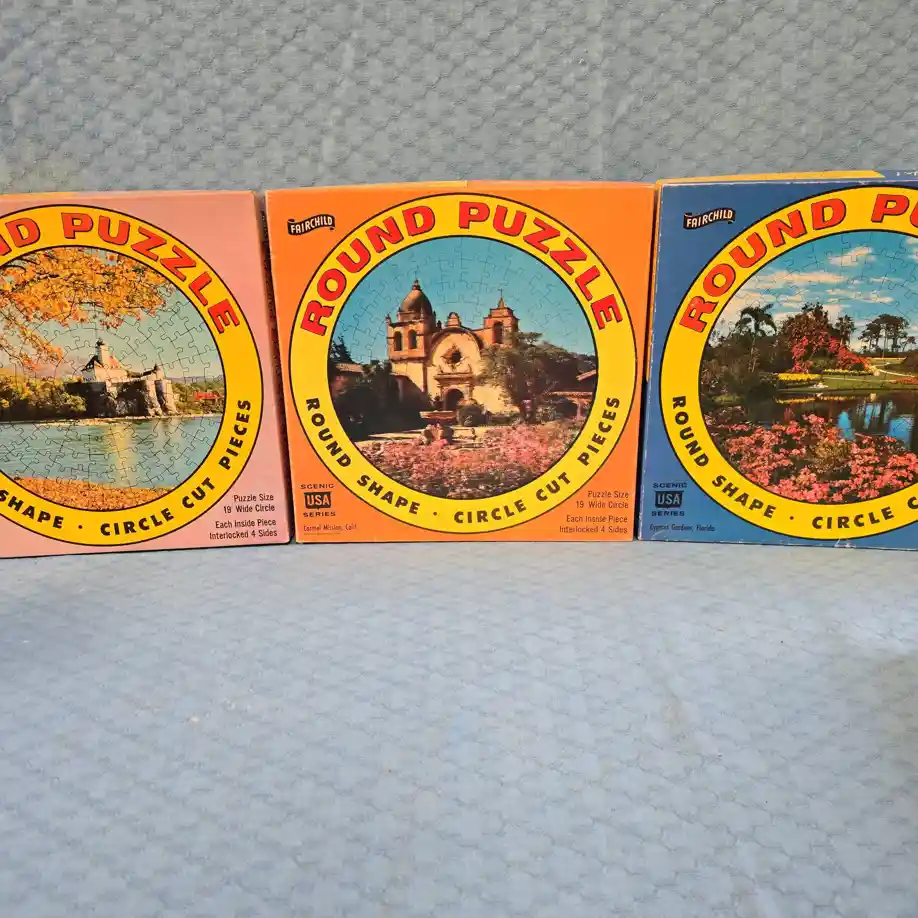 ND PUZZLE
SHAPE · CIRCLE CUT PIECES
Puzzle Size
19" Wide Circle
Each Inside Piece
Interlocked 4 Sides
FAIRCHILD
ROUND PUZZLE
ROUND SHAPE · CIRCLE CUT PIECES
SCENIC
USA
SERIES
Carmel Mission, Calif.
Puzzle Size
19" Wide Circle
Each Inside Piece
Interlocked 4 Sides
FAIRCHILD
ROUND PU
ROUND SHAPE · CIRCLE C
SCENIC
USA
SERIES
Cypress Gardens, Florida